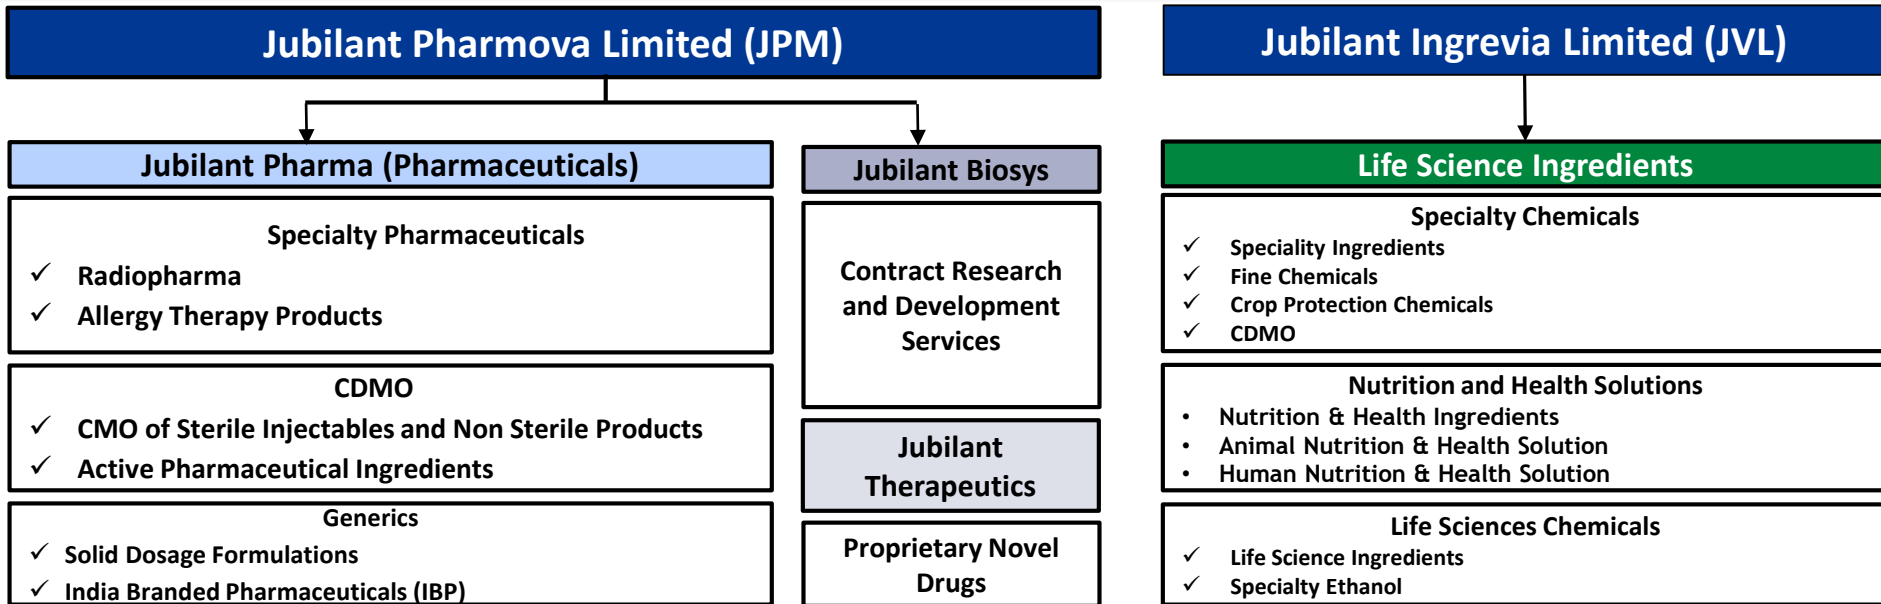 Jubilant Pharmova Limited (JPM)
Jubilant Pharma (Pharmaceuticals)
Specialty Pharmaceuticals
✓ Radiopharma
✓ Allergy Therapy Products
CDMO
✓ CMO of Sterile Injectables and Non Sterile Products
✓ Active Pharmaceutical Ingredients
Generics
✓ Solid Dosage Formulations
✓ India Branded Pharmaceuticals (IBP)
Jubilant Biosys
Contract Research
and Development
Services
Jubilant
Therapeutics
Proprietary Novel
Drugs
Jubilant Ingrevia Limited (JVL)
Life Science Ingredients
Specialty Chemicals
✓ Speciality Ingredients
✓ Fine Chemicals
✓ Crop Protection Chemicals
✓ CDMO
Nutrition and Health Solutions
• Nutrition & Health Ingredients
• Animal Nutrition & Health Solution
• Human Nutrition & Health Solution
Life Sciences Chemicals
✓ Life Science Ingredients
✓ Specialty Ethanol